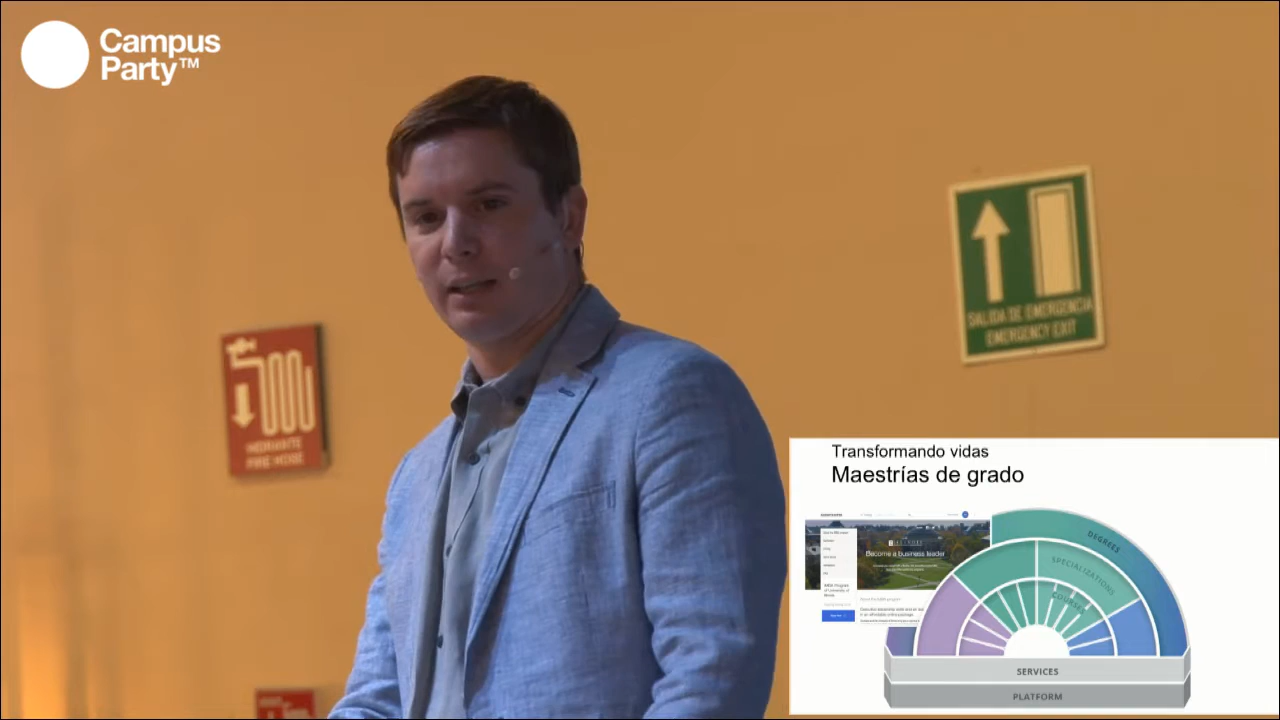 Campus
Party™
SALIDA DE EMERGENCIA
EMERGENCY EXIT
HIDRANTE
FIRE HOSE
Transformando vidas
Maestrías de grado
Become a business leader
DEGREES
SPECIALIZATIONS
COURSES
SERVICES
PLATFORM